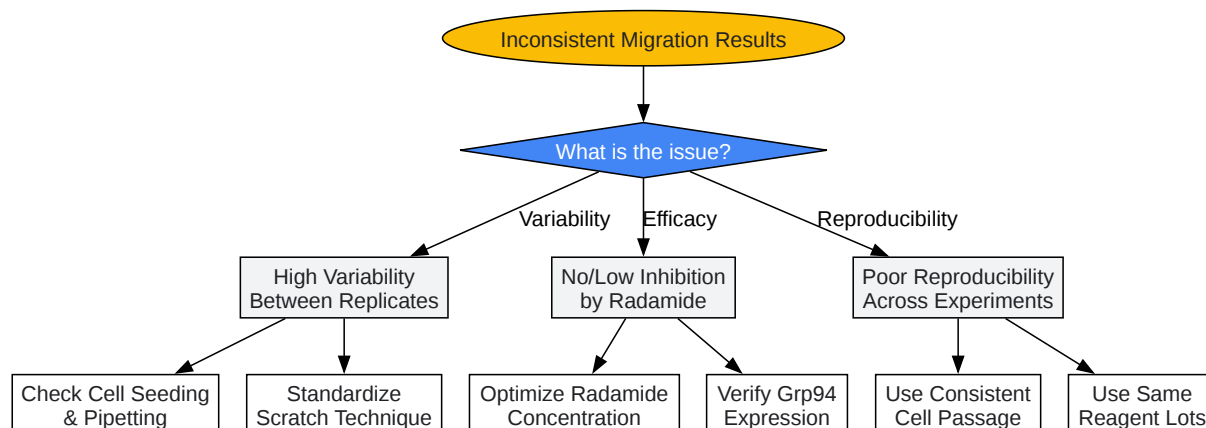 Inconsistent Migration Results
What is the issue?
Variability
Efficacy
Reproducibility
High Variability
Between Replicates
No/Low Inhibition
by Radamide
Poor Reproducibility
Across Experiments
Check Cell Seeding
& Pipetting
Standardize
Scratch Technique
Optimize Radamide
Concentration
Verify Grp94
Expression
Use Consistent
Cell Passage
Use Same
Reagent Lots